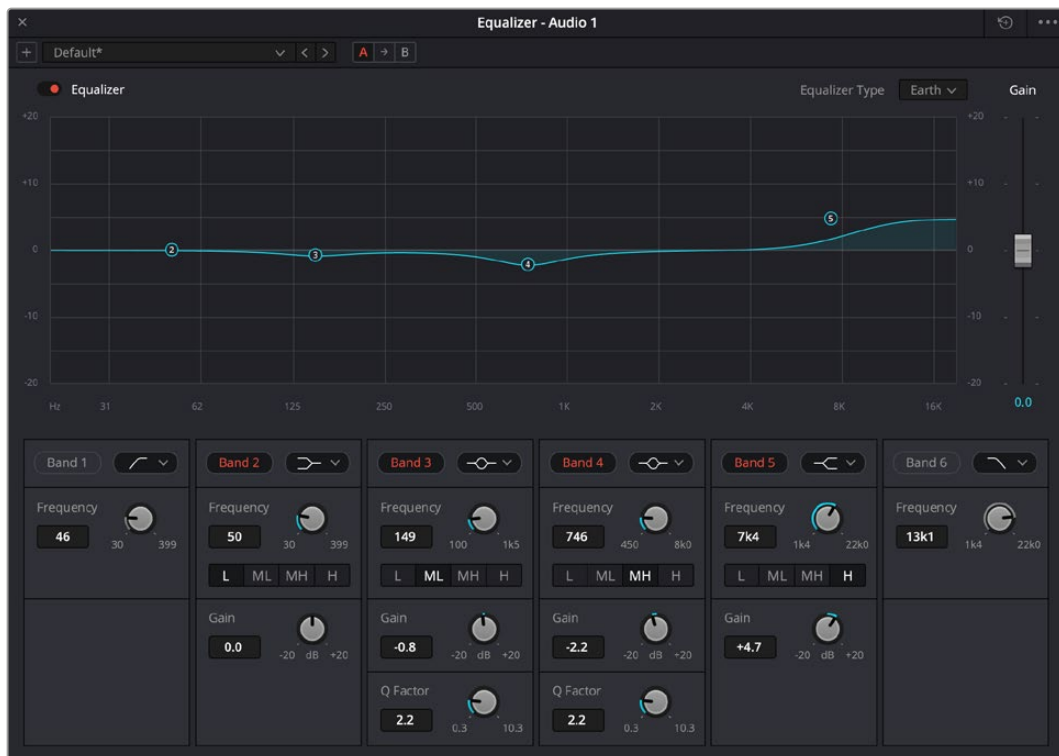 Equalizer - Audio 1
Default*
A B
Equalizer
Equalizer Type Earth Gain
+20 +20
+10 +10
0 0
-10 -10
-20 -20
2 3 4 5
Hz 31 62 125 250 500 1K 2K 4K 8K 16K 0.0
Band 1 Band 2 Band 3 Band 4 Band 5 Band 6
Frequency Frequency Frequency Frequency Frequency Frequency
46 50 149 746 7k4 13k1
30 399 30 399 100 1k5 450 8k0 1k4 22k0 1k4 22k0
L ML MH H L ML MH H L ML MH H L ML MH H
Gain Gain Gain Gain
0.0 -0.8 -2.2 +4.7
-20 dB +20 -20 dB +20 -20 dB +20 -20 dB +20
Q Factor Q Factor
2.2 2.2
0.3 10.3 0.3 10.3